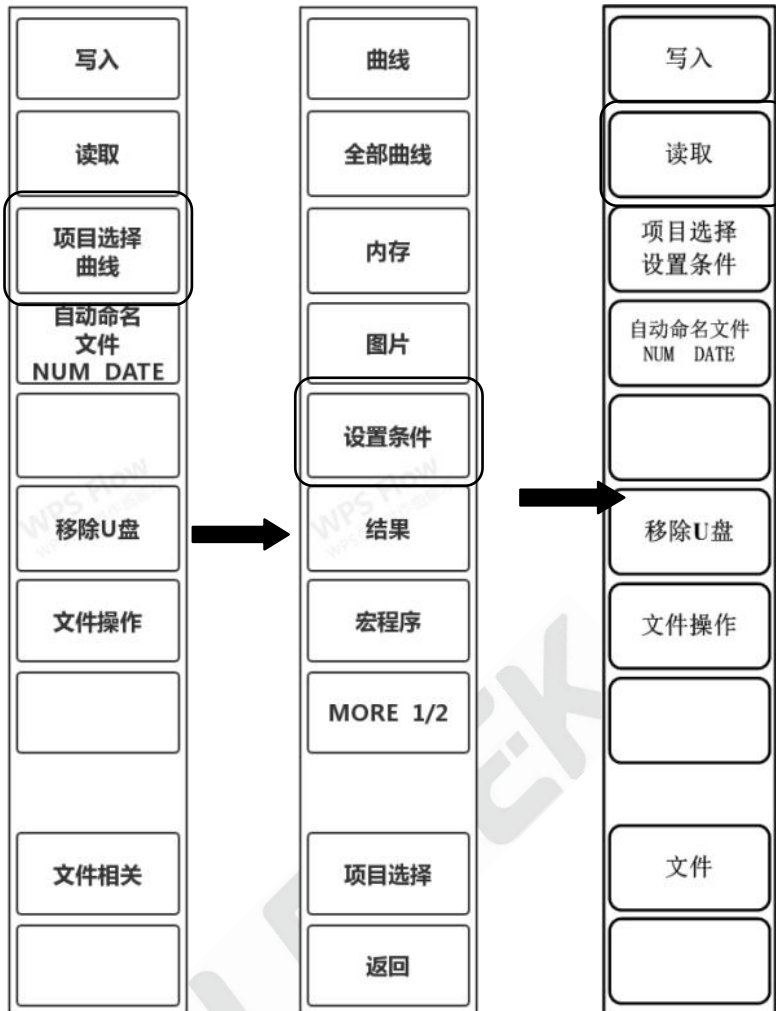 写入
读取
项目选择
曲线
自动命名
文件
NUM DATE
移除U盘
文件操作
文件相关
曲线
全部曲线
内存
图片
设置条件
结果
宏程序
MORE 1/2
项目选择
返回
写入
读取
项目选择
设置条件
自动命名文件
NUM DATE
移除U盘
文件操作
文件
WPS Flow
WPS Flow